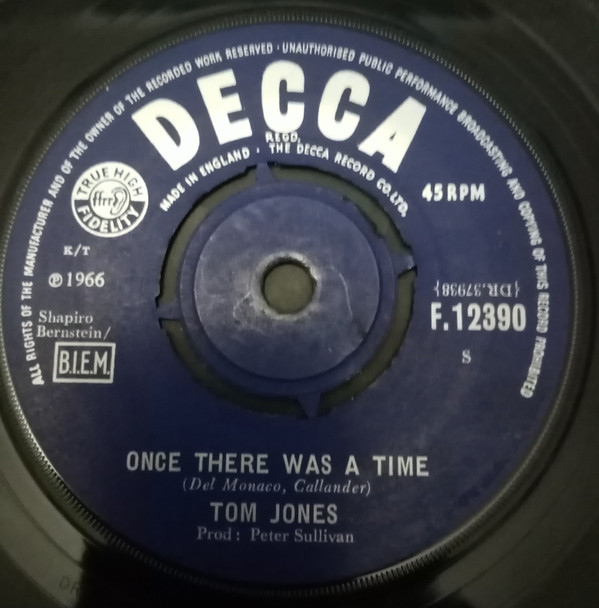 ALL RIGHTS OF THE MANUFACTURER AND OF THE OWNER OF THE RECORDED WORK RESERVED · UNAUTHORISED PUBLIC PERFORMANCE BROADCASTING AND COPYING OF THIS RECORD PROHIBITED
DECCA
REGD.
MADE IN ENGLAND · THE DECCA RECORD CO. LTD.
TRUE HIGH
ffrr
FIDELITY
45 RPM
K/T
℗ 1966
{DR.37938}
F.12390
Shapiro
Bernstein/
B.I.E.M.
S
ONCE THERE WAS A TIME
(Del Monaco, Callander)
TOM JONES
Prod : Peter Sullivan